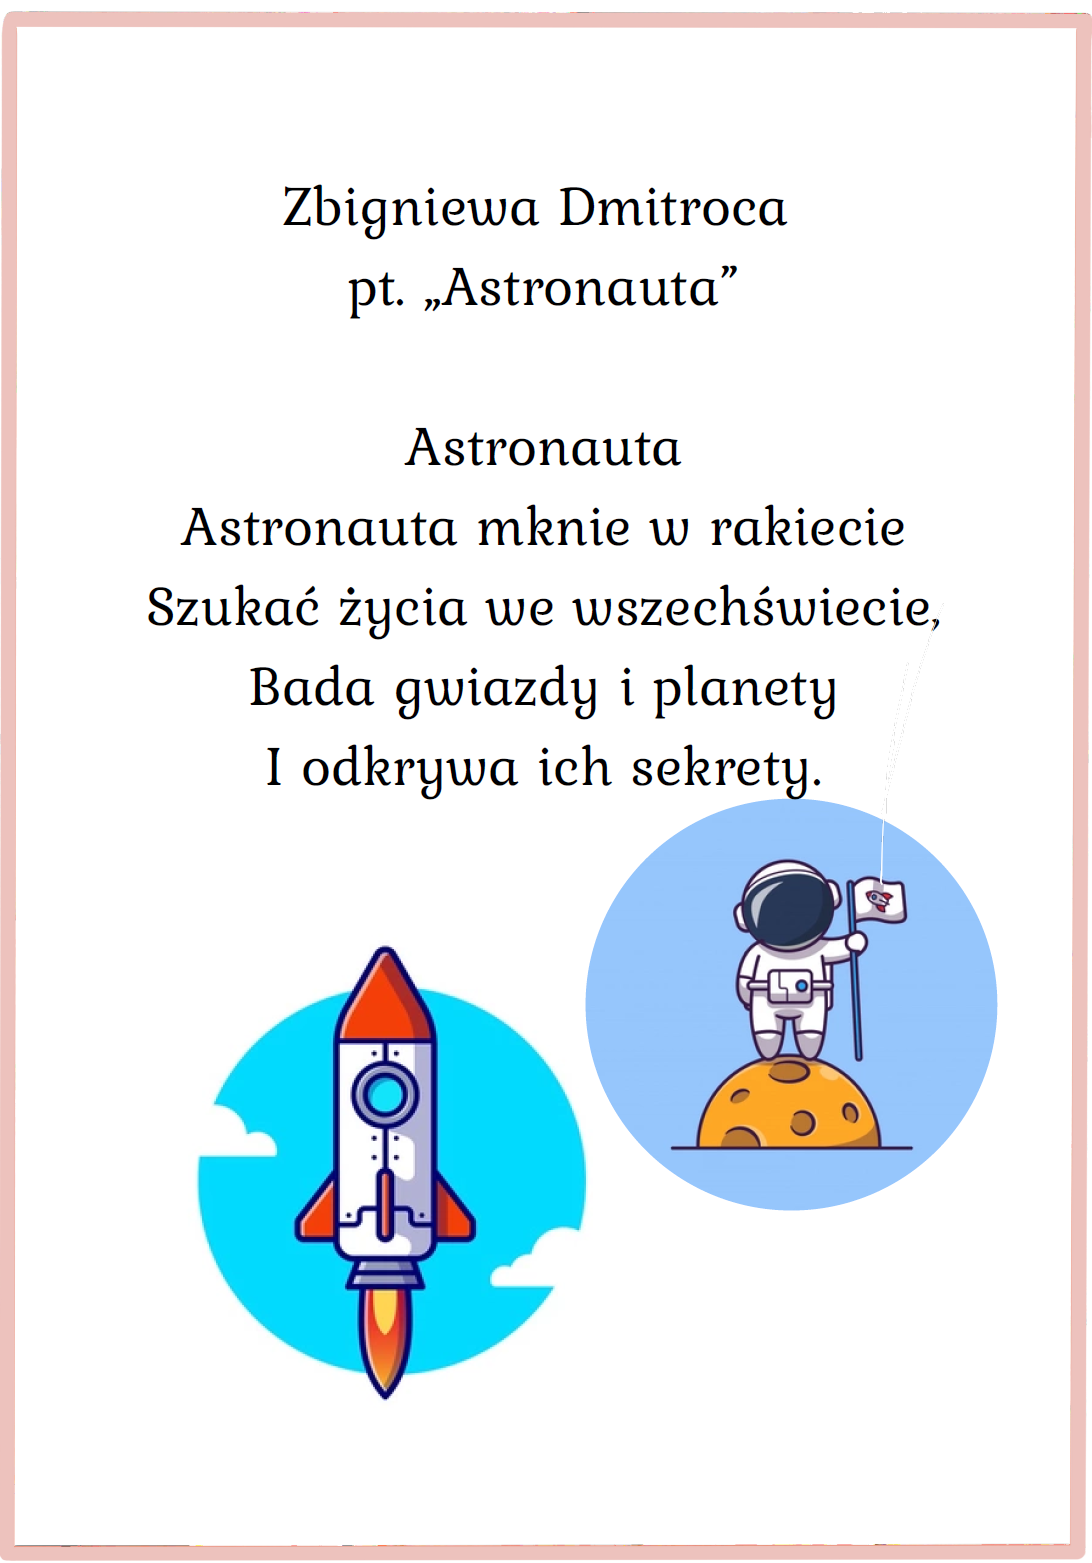 Zbigniewa Dmitroca
pt. „Astronauta”
Astronauta
Astronauta mknie w rakiecie
Szukać życia we wszechświecie,
Bada gwiazdy i planety
I odkrywa ich sekrety.